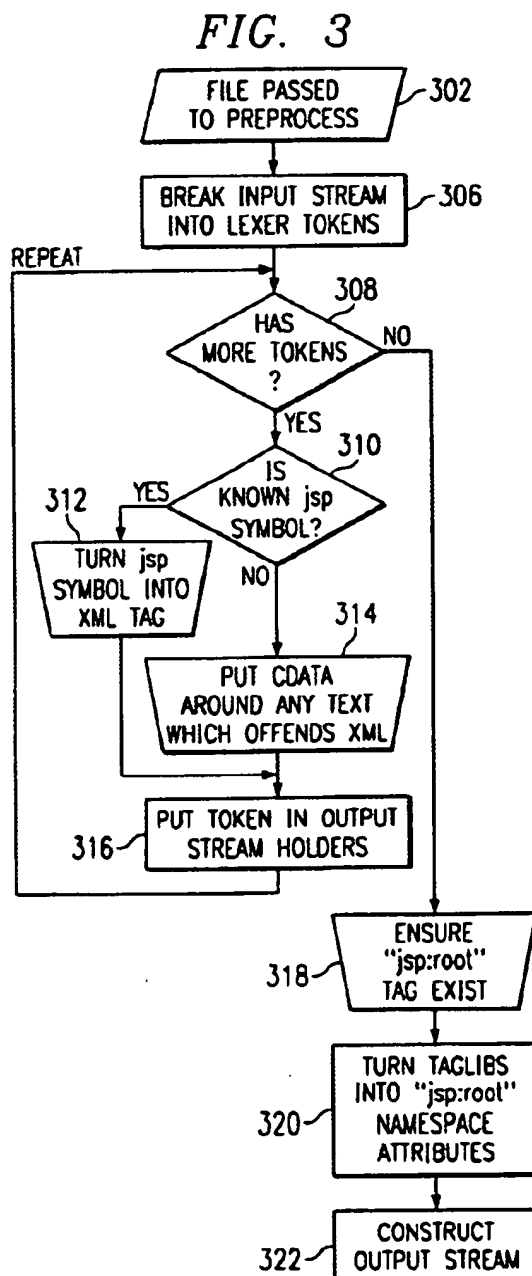 FIG. 3
FILE PASSED
TO PREPROCESS
302
BREAK INPUT STREAM
INTO LEXER TOKENS
306
REPEAT
308
HAS
MORE TOKENS
?
NO
YES
310
IS
KNOWN jsp
SYMBOL?
YES
NO
312
TURN jsp
SYMBOL INTO
XML TAG
314
PUT CDATA
AROUND ANY TEXT
WHICH OFFENDS XML
PUT TOKEN IN OUTPUT
STREAM HOLDERS
316
ENSURE
"jsp:root"
TAG EXIST
318
TURN TAGLIBS
INTO "jsp:root"
NAMESPACE
ATTRIBUTES
320
CONSTRUCT
OUTPUT STREAM
322